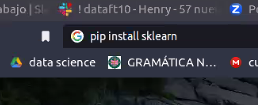 abajo | Sl
! dataft10 - Henry - 57 nue
pip install sklearn
data science
GRAMÁTICA N...
cu